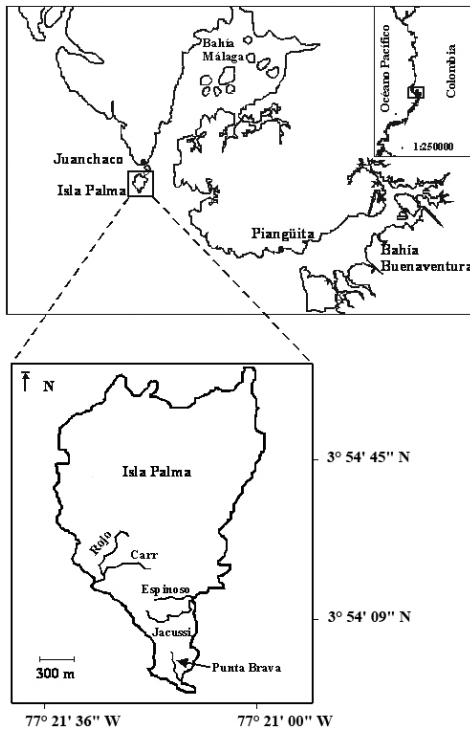 Bahía
Málaga
Océano Pacífico
Colombia
1:250000
Juanchaco
Isla Palma
Piangüita
Bahía
Buenaventura
N
Isla Palma
3° 54' 45" N
Rojo
Carr
Espinoso
Jacussi
3° 54' 09" N
Punta Brava
300 m
77° 21' 36" W
77° 21' 00" W